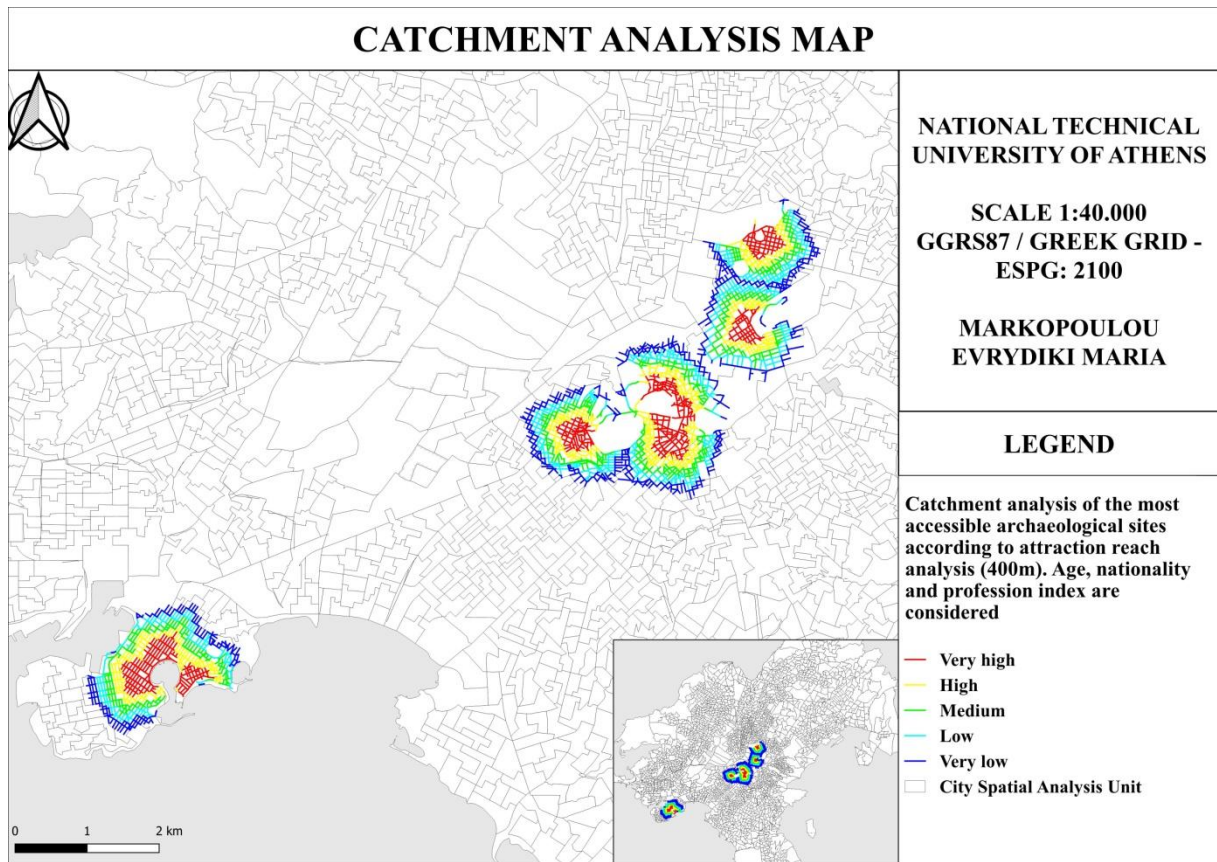 CATCHMENT ANALYSIS MAP
NATIONAL TECHNICAL
UNIVERSITY OF ATHENS
SCALE 1:40.000
GGRS87 / GREEK GRID -
ESPG: 2100
MARKOPOULOU
EVRYDIKI MARIA
LEGEND
Catchment analysis of the most
accessible archaeological sites
according to attraction reach
analysis (400m). Age, nationality
and profession index are
considered
Very high
High
Medium
Low
Very low
City Spatial Analysis Unit
0 1 2 km